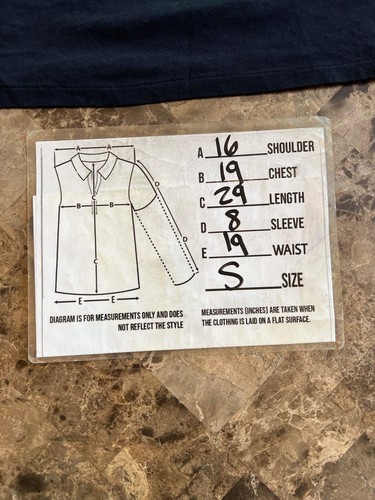 A 16 SHOULDER
B 19 CHEST
C 29 LENGTH
D 8 SLEEVE
E 19 WAIST
S SIZE
A A
D
C
B B
D
C
E E
DIAGRAM IS FOR MEASUREMENTS ONLY AND DOES
NOT REFLECT THE STYLE
MEASUREMENTS (INCHES) ARE TAKEN WHEN
THE CLOTHING IS LAID ON A FLAT SURFACE.